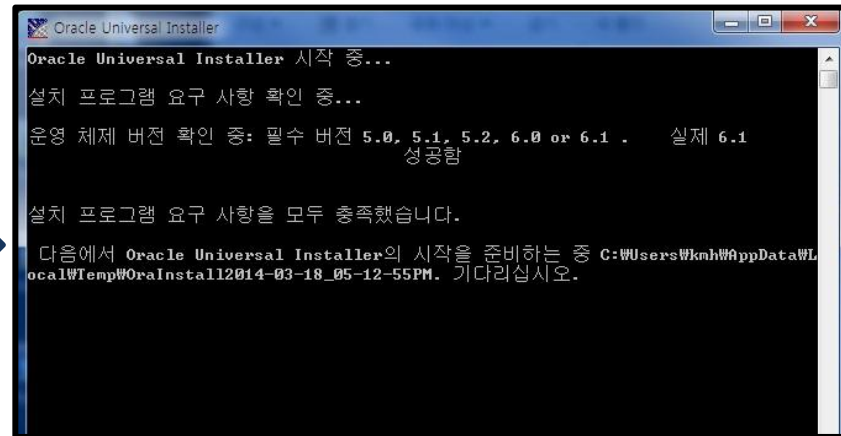 Oracle Universal Installer
Oracle Universal Installer 시작 중...
설치 프로그램 요구 사항 확인 중...
운영 체제 버전 확인 중: 필수 버전 5.0, 5.1, 5.2, 6.0 or 6.1 .    실제 6.1
성공함
설치 프로그램 요구 사항을 모두 충족했습니다.
다음에서 Oracle Universal Installer의 시작을 준비하는 중 C:₩Users₩kmh₩AppData₩L
ocal₩Temp₩OraInstall2014-03-18_05-12-55PM. 기다리십시오.